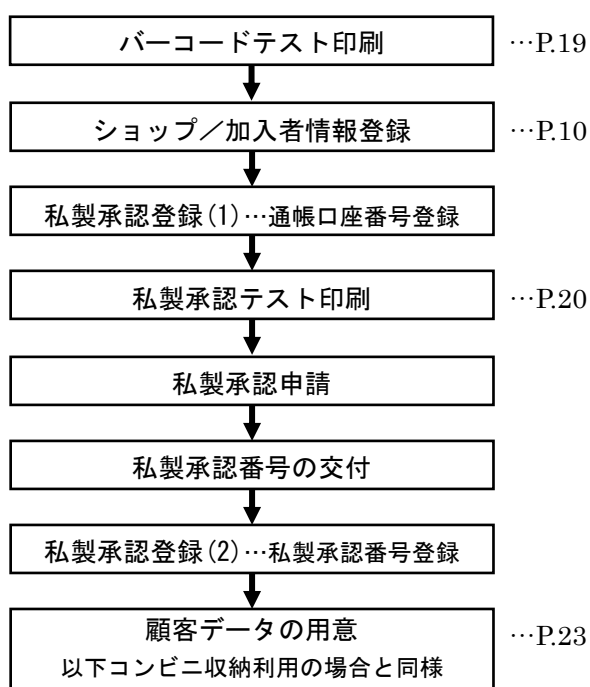 バーコードテスト印刷 …P.19
ショップ／加入者情報登録 …P.10
私製承認登録(1)…通帳口座番号登録
私製承認テスト印刷 …P.20
私製承認申請
私製承認番号の交付
私製承認登録(2)…私製承認番号登録
顧客データの用意 …P.23
以下コンビニ収納利用の場合と同様